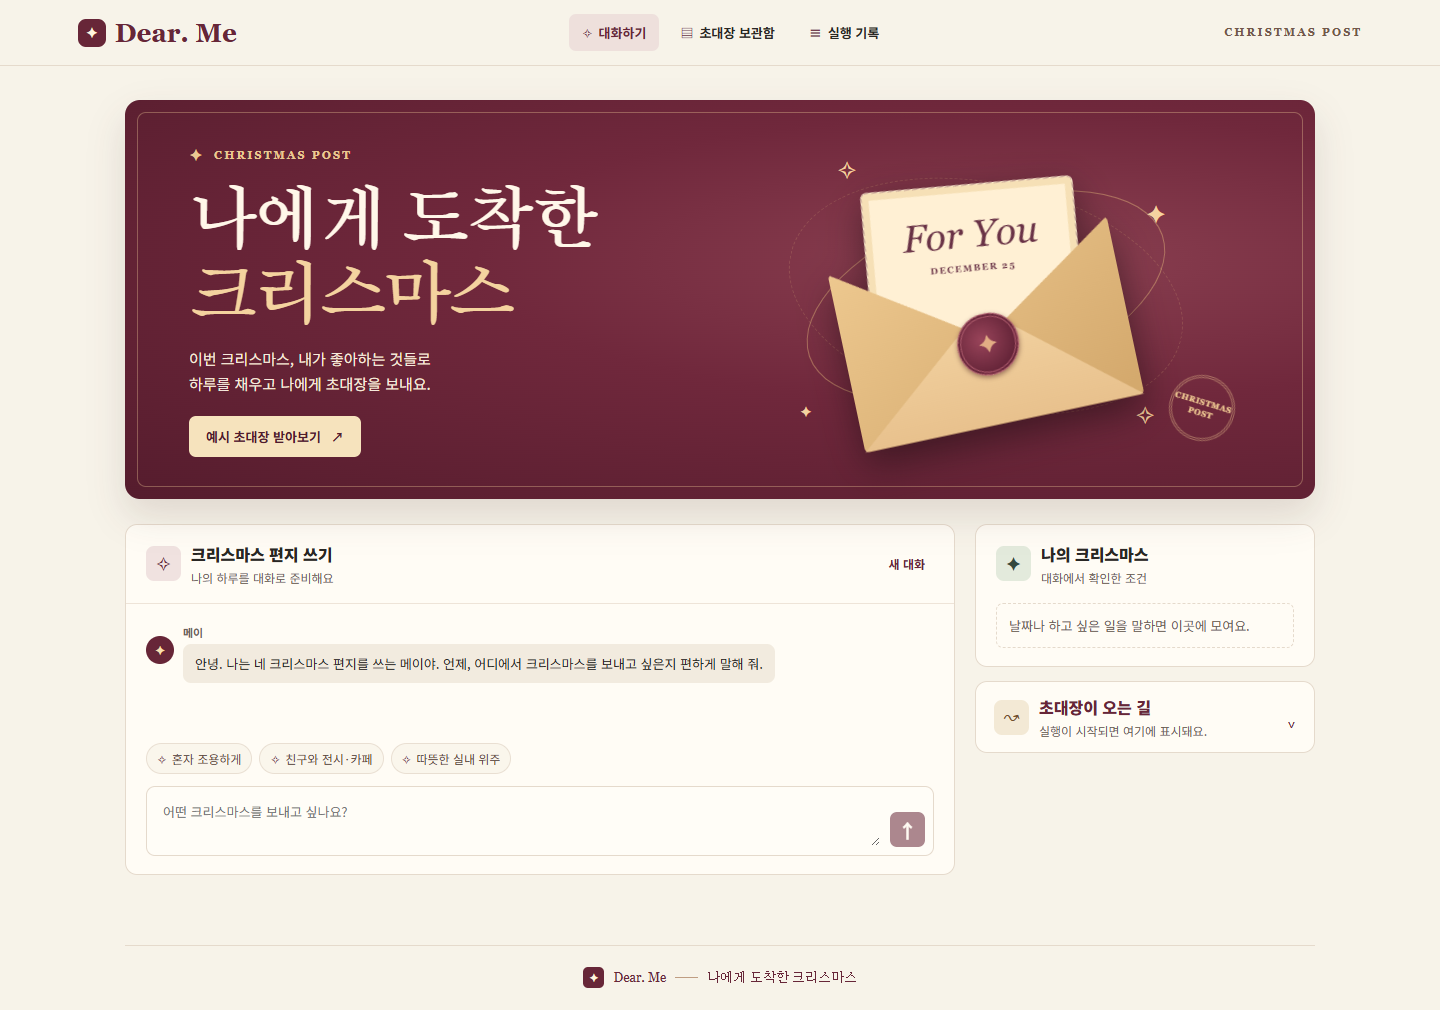 Dear. Me
대화하기
초대장 보관함
실행 기록
CHRISTMAS POST
CHRISTMAS POST
나에게 도착한
크리스마스
이번 크리스마스, 내가 좋아하는 것들로
하루를 채우고 나에게 초대장을 보내요.
예시 초대장 받아보기 ↗
For You
DECEMBER 25
CHRISTMAS
POST
크리스마스 편지 쓰기
나의 하루를 대화로 준비해요
새 대화
메이
안녕. 나는 네 크리스마스 편지를 쓰는 메이야. 언제, 어디에서 크리스마스를 보내고 싶은지 편하게 말해 줘.
혼자 조용하게
친구와 전시·카페
따뜻한 실내 위주
어떤 크리스마스를 보내고 싶나요?
나의 크리스마스
대화에서 확인한 조건
날짜나 하고 싶은 일을 말하면 이곳에 모여요.
초대장이 오는 길
실행이 시작되면 여기에 표시돼요.
v
Dear. Me — 나에게 도착한 크리스마스